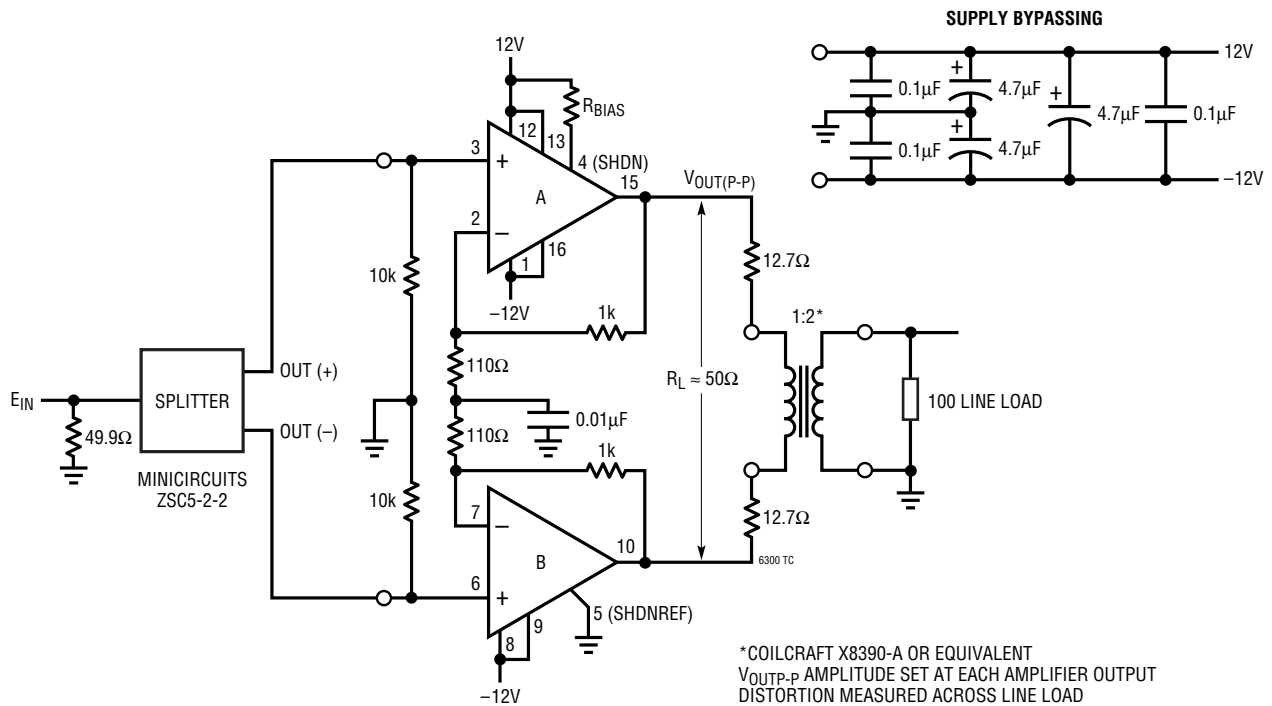 SUPPLY BYPASSING
12V
0.1µF
4.7µF
4.7µF
0.1µF
0.1µF
4.7µF
–12V
12V
RBIAS
12
13
4 (SHDN)
3
+
A
15
VOUT(P-P)
2
–
1
16
–12V
12.7Ω
10k
1k
1:2*
110Ω
RL ≈ 50Ω
OUT (+)
EIN
SPLITTER
100 LINE LOAD
0.01µF
49.9Ω
OUT (–)
110Ω
1k
MINICIRCUITS
ZSC5-2-2
10k
7
–
12.7Ω
B
10
6300 TC
6
+
5 (SHDNREF)
8
9
–12V
*COILCRAFT X8390-A OR EQUIVALENT
VOUTP-P AMPLITUDE SET AT EACH AMPLIFIER OUTPUT
DISTORTION MEASURED ACROSS LINE LOAD